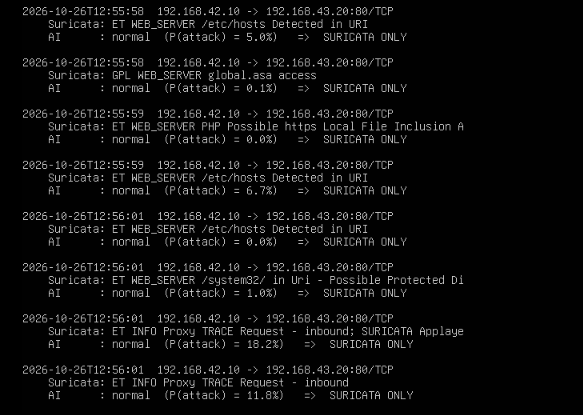 2026-10-26T12:55:58  192.168.42.10 -> 192.168.43.20:80/TCP
Suricata: ET WEB_SERVER /etc/hosts Detected in URI
AI      : normal  (P(attack) = 5.0%)   =>  SURICATA ONLY
2026-10-26T12:55:58  192.168.42.10 -> 192.168.43.20:80/TCP
Suricata: GPL WEB_SERVER global.asa access
AI      : normal  (P(attack) = 0.1%)   =>  SURICATA ONLY
2026-10-26T12:55:59  192.168.42.10 -> 192.168.43.20:80/TCP
Suricata: ET WEB_SERVER PHP Possible https Local File Inclusion A
AI      : normal  (P(attack) = 0.0%)   =>  SURICATA ONLY
2026-10-26T12:55:59  192.168.42.10 -> 192.168.43.20:80/TCP
Suricata: ET WEB_SERVER /etc/hosts Detected in URI
AI      : normal  (P(attack) = 6.7%)   =>  SURICATA ONLY
2026-10-26T12:56:01  192.168.42.10 -> 192.168.43.20:80/TCP
Suricata: ET WEB_SERVER /etc/hosts Detected in URI
AI      : normal  (P(attack) = 0.0%)   =>  SURICATA ONLY
2026-10-26T12:56:01  192.168.42.10 -> 192.168.43.20:80/TCP
Suricata: ET WEB_SERVER /system32/ in Uri - Possible Protected Di
AI      : normal  (P(attack) = 1.0%)   =>  SURICATA ONLY
2026-10-26T12:56:01  192.168.42.10 -> 192.168.43.20:80/TCP
Suricata: ET INFO Proxy TRACE Request - inbound; SURICATA Applaye
AI      : normal  (P(attack) = 18.2%)   =>  SURICATA ONLY
2026-10-26T12:56:01  192.168.42.10 -> 192.168.43.20:80/TCP
Suricata: ET INFO Proxy TRACE Request - inbound
AI      : normal  (P(attack) = 11.8%)   =>  SURICATA ONLY